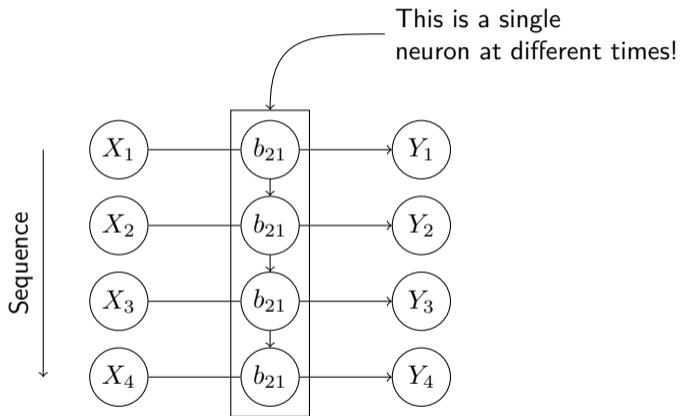 This is a single
neuron at different times!
X₁ b₂₁ Y₁
X₂ b₂₁ Y₂
X₃ b₂₁ Y₃
X₄ b₂₁ Y₄
Sequence